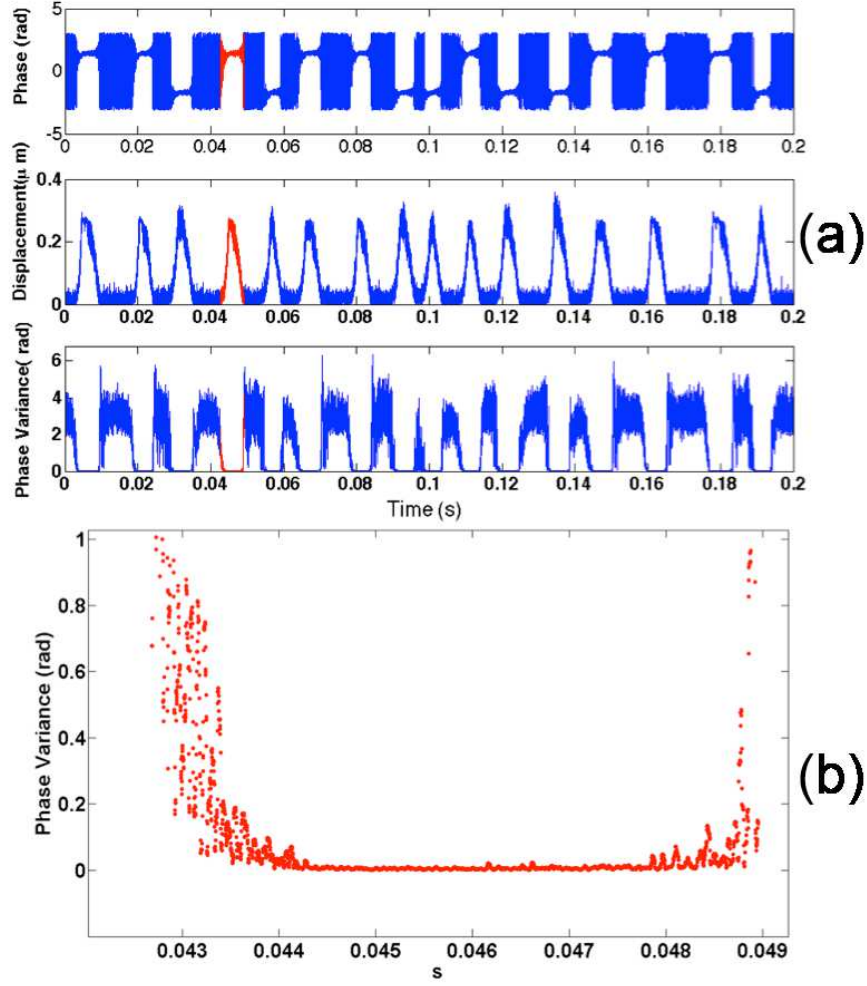 Phase (rad)
5
0
-5
0 0.02 0.04 0.06 0.08 0.1 0.12 0.14 0.16 0.18 0.2
Displacement(μ m)
0.4
0.2
0
0 0.02 0.04 0.06 0.08 0.1 0.12 0.14 0.16 0.18 0.2
(a)
Phase Variance( rad)
6
4
2
0
0 0.02 0.04 0.06 0.08 0.1 0.12 0.14 0.16 0.18 0.2
Time (s)
Phase Variance (rad)
1
0.8
0.6
0.4
0.2
0
(b)
0.043 0.044 0.045 0.046 0.047 0.048 0.049
s